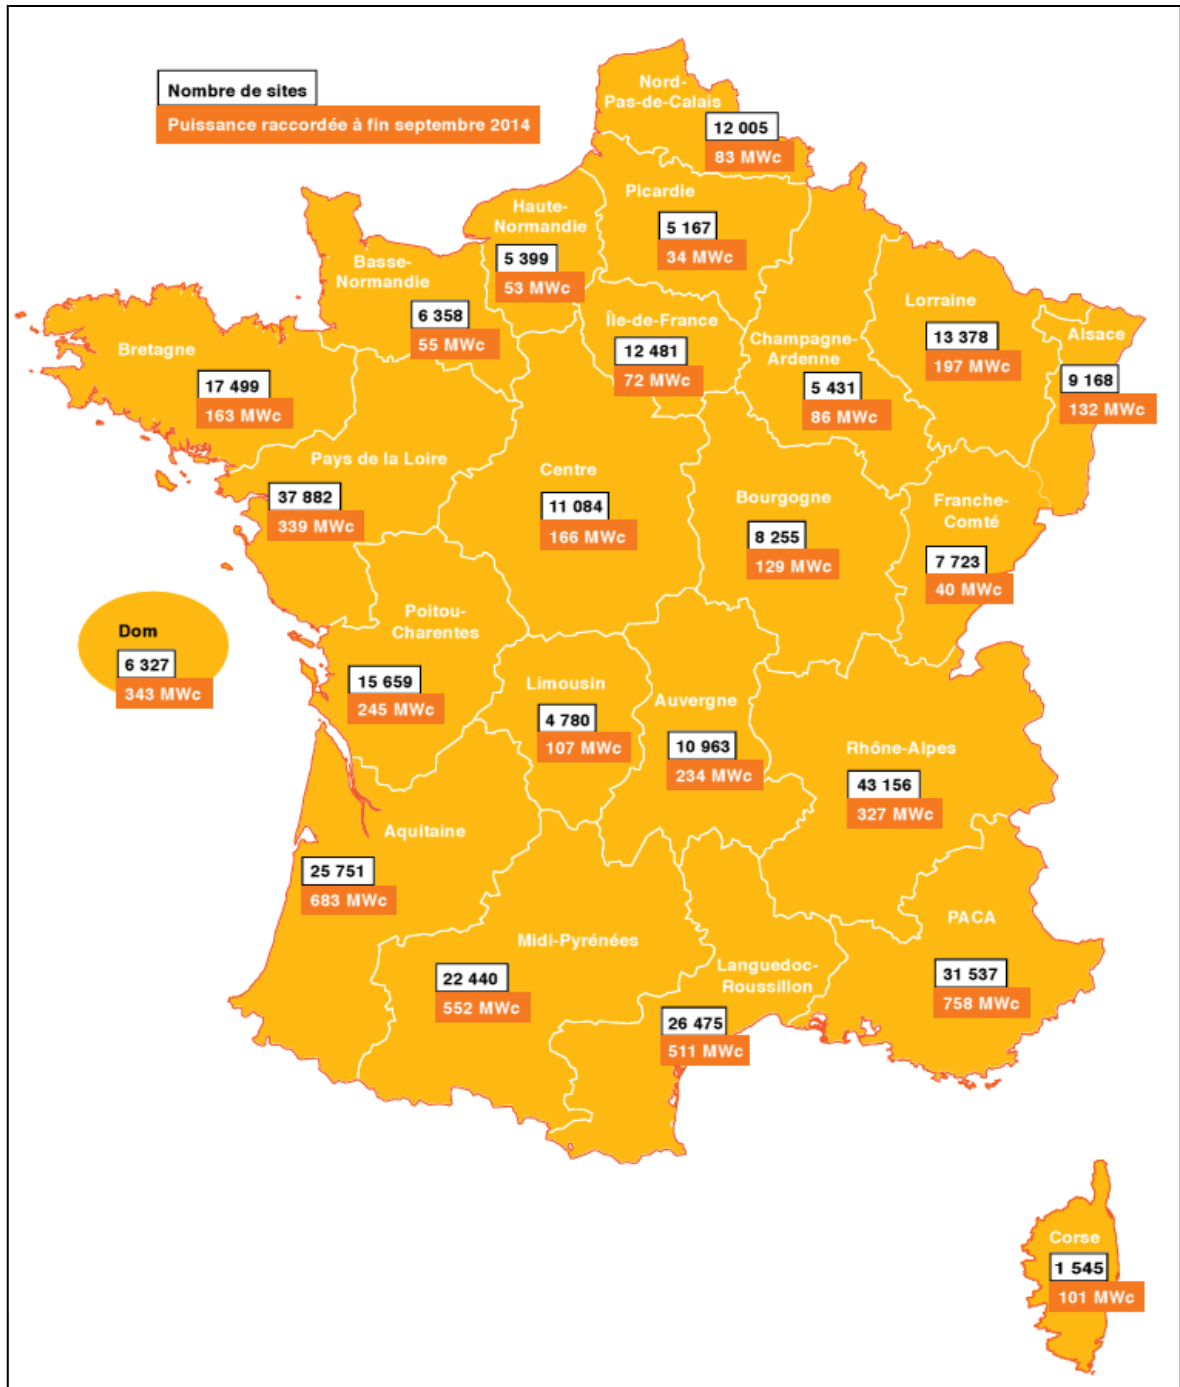 Nombre de sites
Puissance raccordée à fin septembre 2014
Nord-
Pas-de-Calais
12 005
83 MWc
Picardie
5 167
34 MWc
Haute-
Normandie
5 399
53 MWc
Basse-
Normandie
6 358
55 MWc
Île-de-France
12 481
72 MWc
Champagne-
Ardenne
5 431
86 MWc
Lorraine
13 378
197 MWc
Alsace
9 168
132 MWc
Bretagne
17 499
163 MWc
Pays de la Loire
37 882
339 MWc
Centre
11 084
166 MWc
Bourgogne
8 255
129 MWc
Franche-
Comté
7 723
40 MWc
Dom
6 327
343 MWc
Poitou-
Charentes
15 659
245 MWc
Limousin
4 780
107 MWc
Auvergne
10 963
234 MWc
Rhône-Alpes
43 156
327 MWc
Aquitaine
25 751
683 MWc
Midi-Pyrénées
22 440
552 MWc
Languedoc-
Roussillon
26 475
511 MWc
PACA
31 537
758 MWc
Corse
1 545
101 MWc